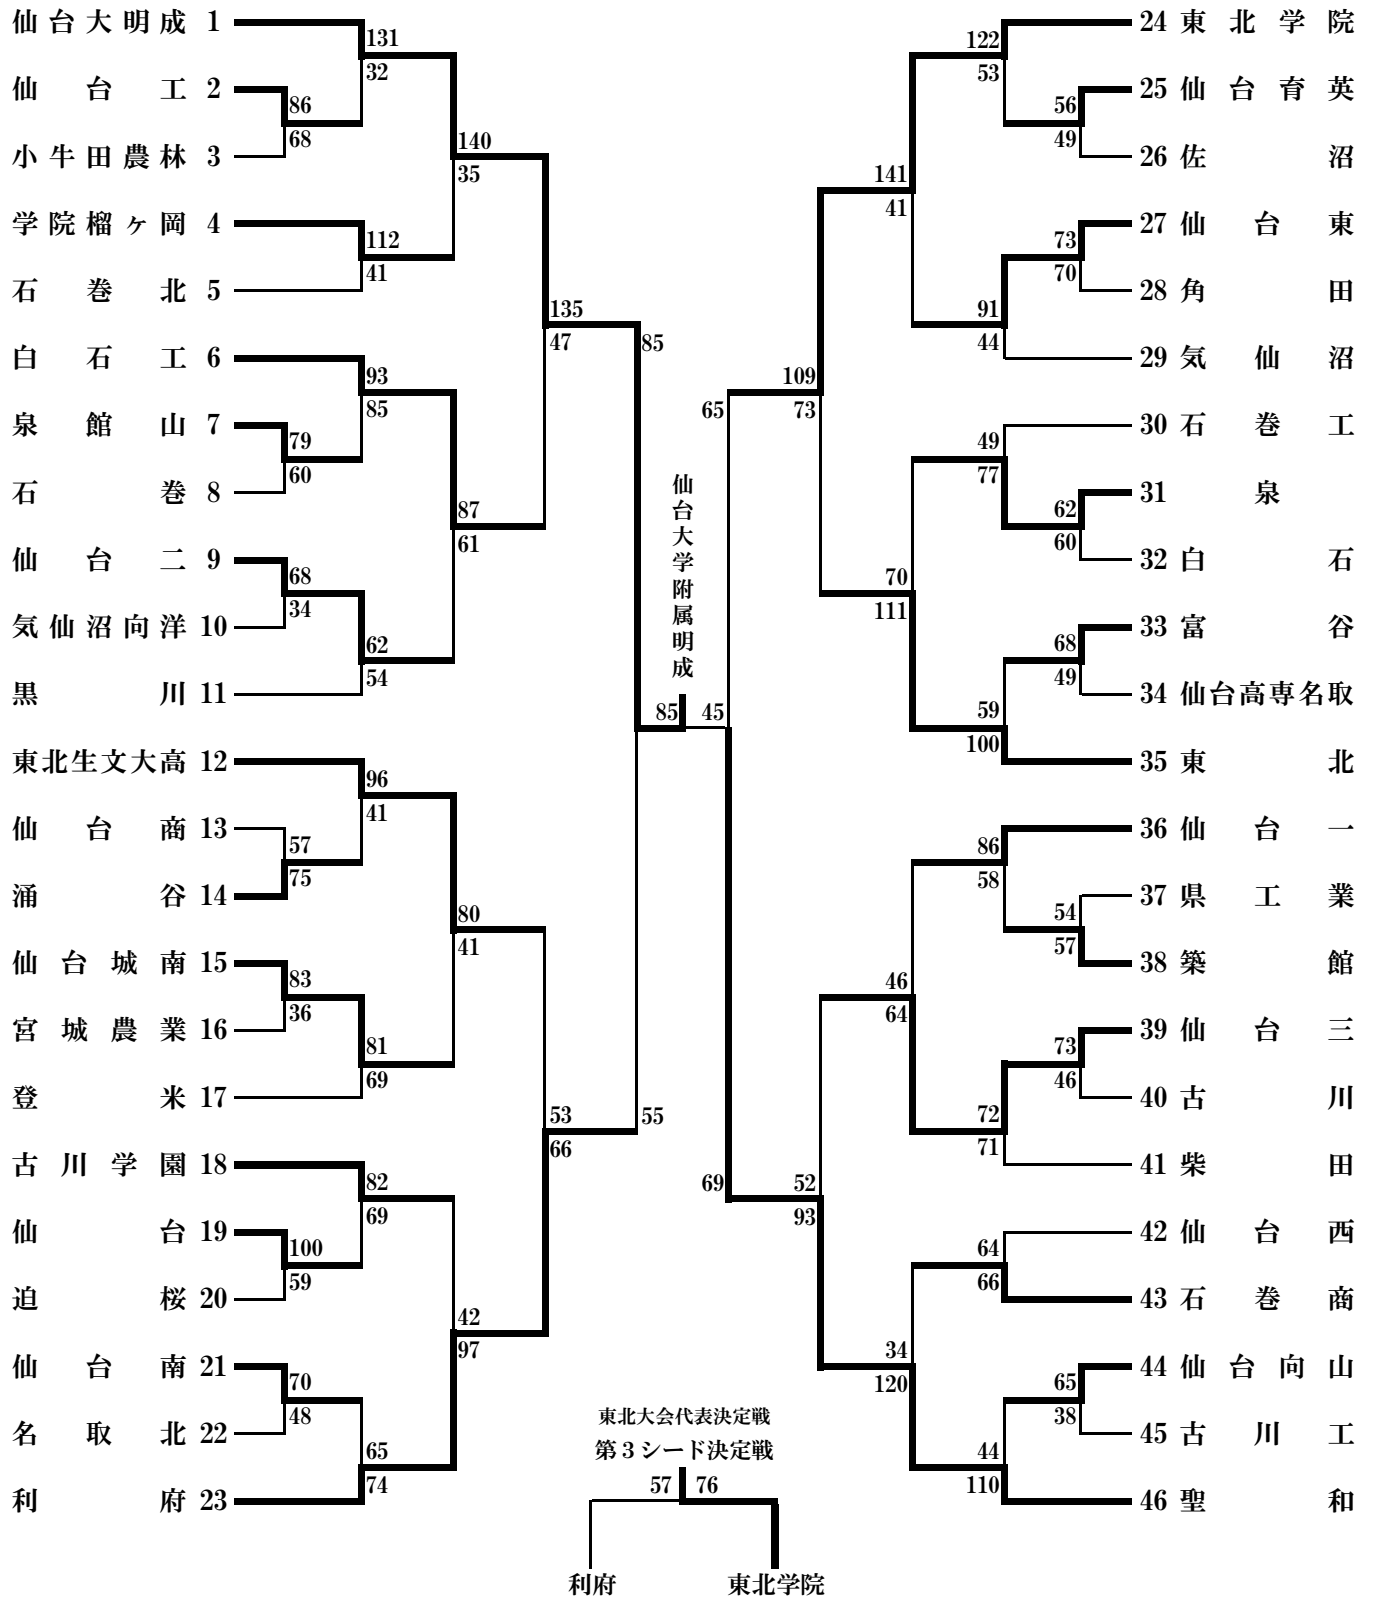 仙台大明成 1
仙台工 2
小牛田農林 3
学院榴ヶ岡 4
石巻北 5
白石工 6
泉館山 7
石巻 8
仙台二 9
気仙沼向洋 10
黒川 11
東北生文大高 12
仙台商 13
涌谷 14
仙台城南 15
宮城農業 16
登米 17
古川学園 18
仙台 19
迫桜 20
仙台南 21
名取北 22
利府 23
131
32
86
68
112
41
93
85
79
60
68
34
62
54
96
41
57
75
83
36
81
69
82
69
100
59
70
48
65
74
140
35
87
61
80
41
42
97
135
47
53
66
85
55
仙台大学附属明成
85 45
65
69
109
73
52
93
141
41
70
111
46
64
34
120
122
53
56
49
73
70
91
44
49
77
62
60
68
49
59
100
86
58
54
57
73
46
72
71
64
66
65
38
44
110
24 東北学院
25 仙台育英
26 佐沼
27 仙台東
28 角田
29 気仙沼
30 石巻工
31 泉
32 白石
33 富谷
34 仙台高専名取
35 東北
36 仙台一
37 県工業
38 築館
39 仙台三
40 古川
41 柴田
42 仙台西
43 石巻商
44 仙台向山
45 古川工
46 聖和
東北大会代表決定戦
第3シード決定戦
57 76
利府 東北学院